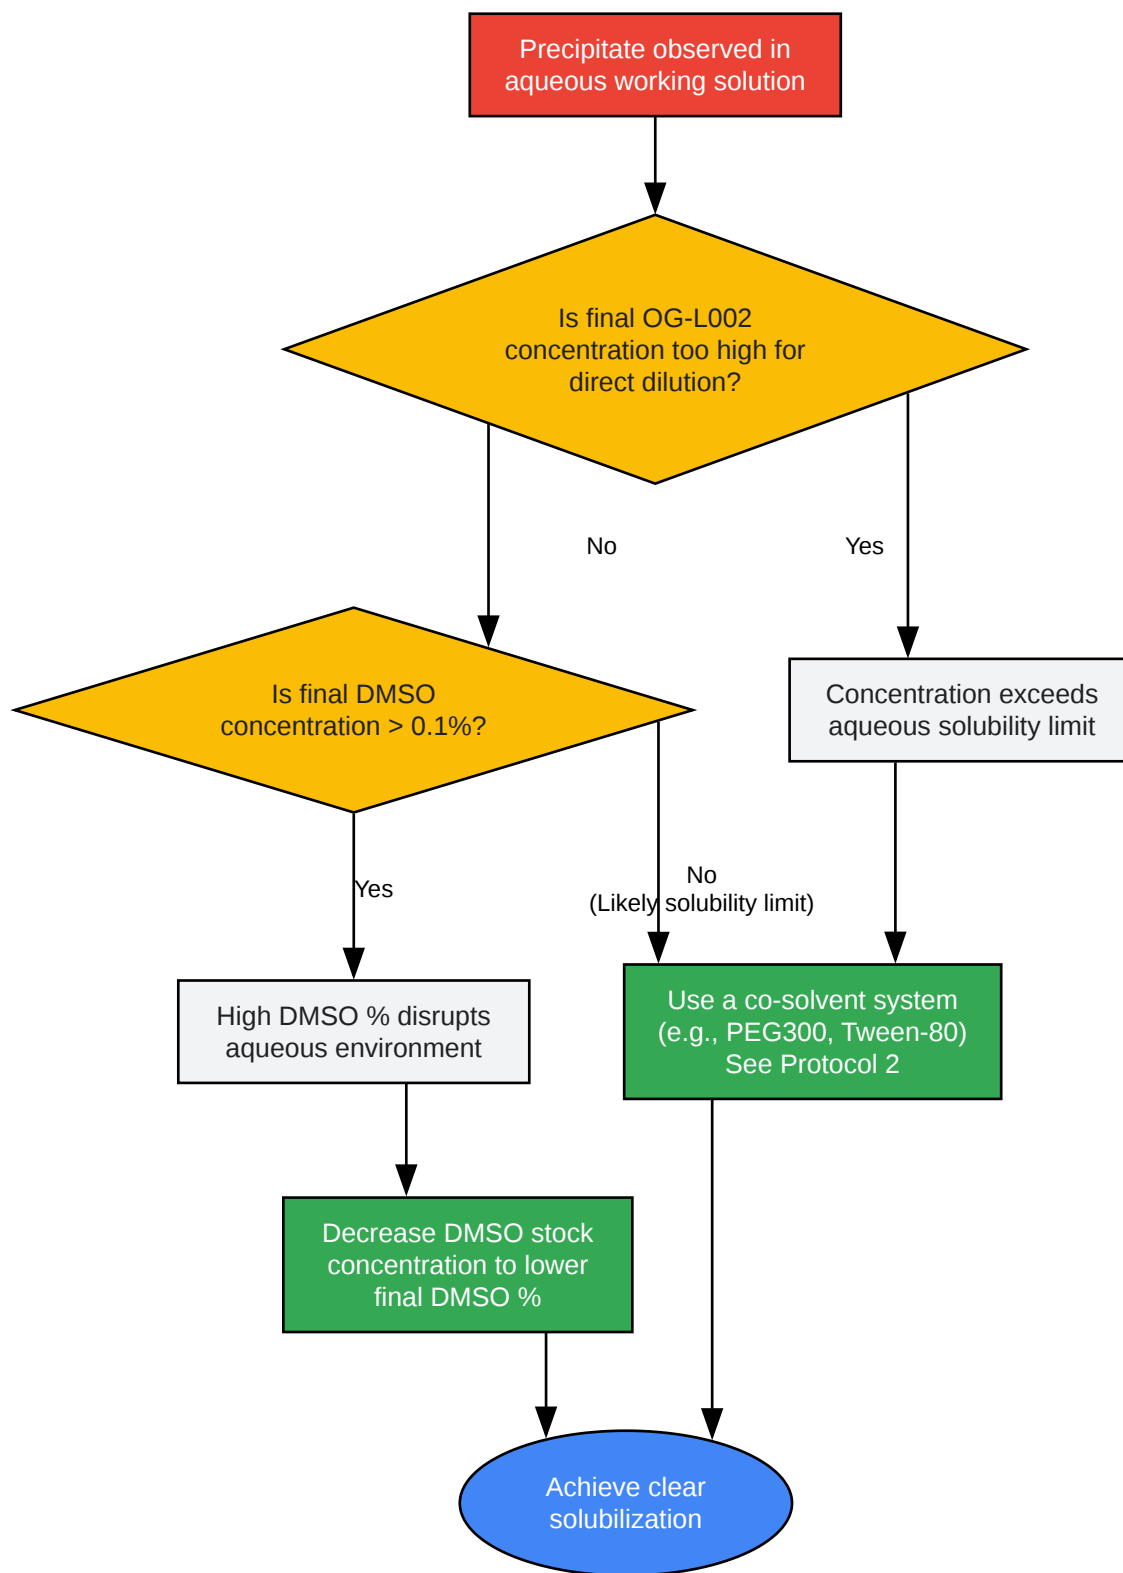 Precipitate observed in
aqueous working solution
Is final OG-L002
concentration too high for
direct dilution?
No
Yes
Is final DMSO
concentration > 0.1%?
Concentration exceeds
aqueous solubility limit
Yes
No
(Likely solubility limit)
High DMSO % disrupts
aqueous environment
Use a co-solvent system
(e.g., PEG300, Tween-80)
See Protocol 2
Decrease DMSO stock
concentration to lower
final DMSO %
Achieve clear
solubilization